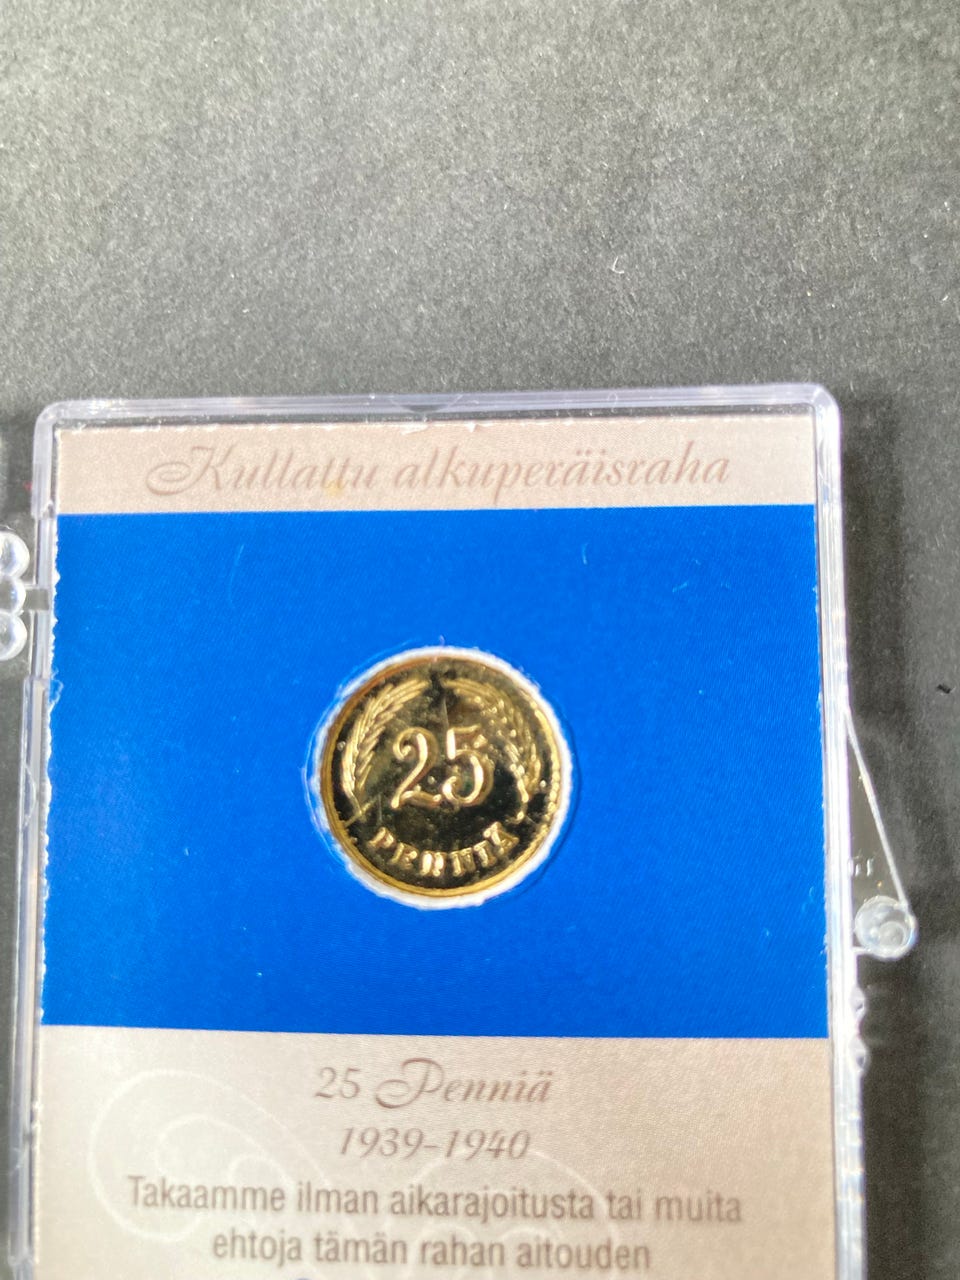 Kullattu alkuperäisraha
25
PENNIÄ
25 Penniä
1939-1940
Takaamme ilman aikarajoitusta tai muita
ehtoja tämän rahan aitouden